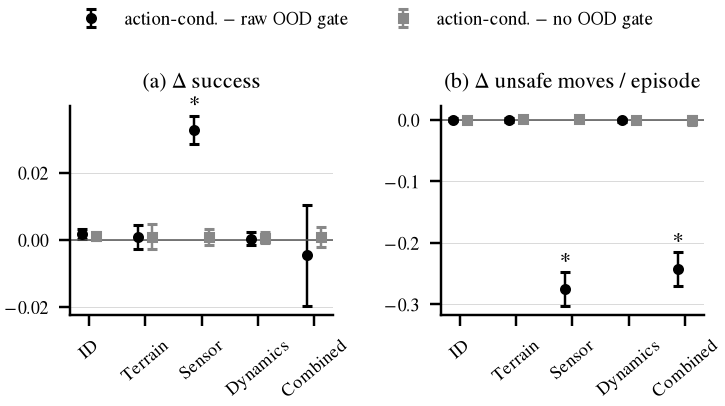 action-cond. – raw OOD gate
action-cond. – no OOD gate
(a) Δ success
(b) Δ unsafe moves / episode
*
0.02
0.00
−0.02
ID
Terrain
Sensor
Dynamics
Combined
0.0
−0.1
−0.2
−0.3
*
*
ID
Terrain
Sensor
Dynamics
Combined